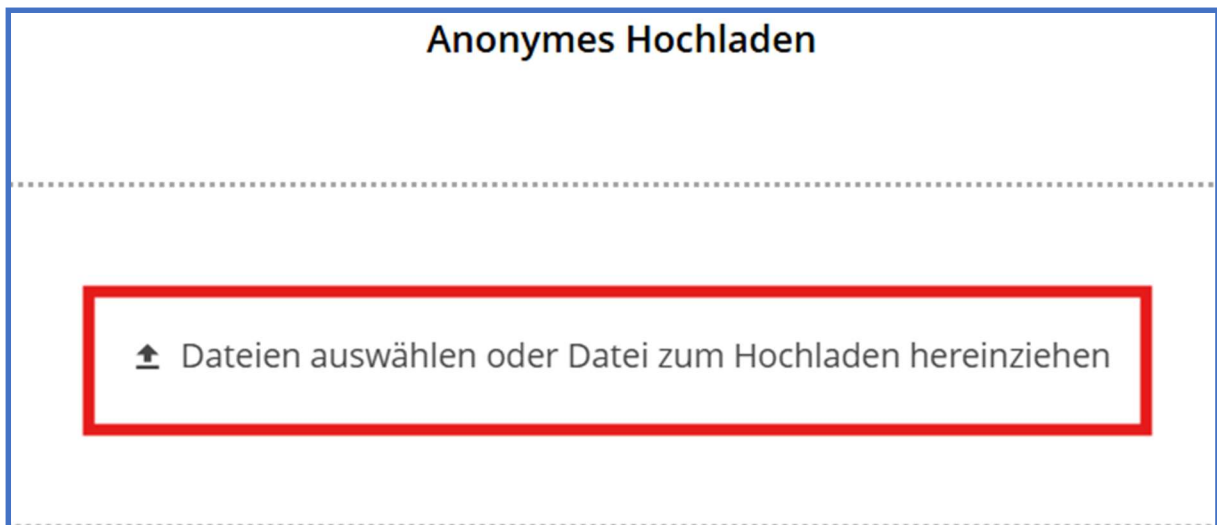 Anonymes Hochladen
Dateien auswählen oder Datei zum Hochladen hereinziehen